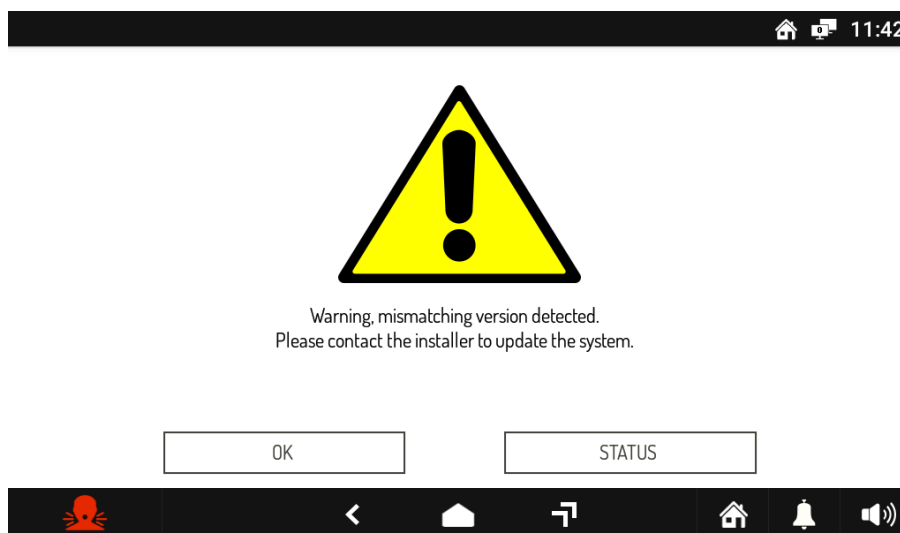 11:42
Warning, mismatching version detected.
Please contact the installer to update the system.
OK
STATUS